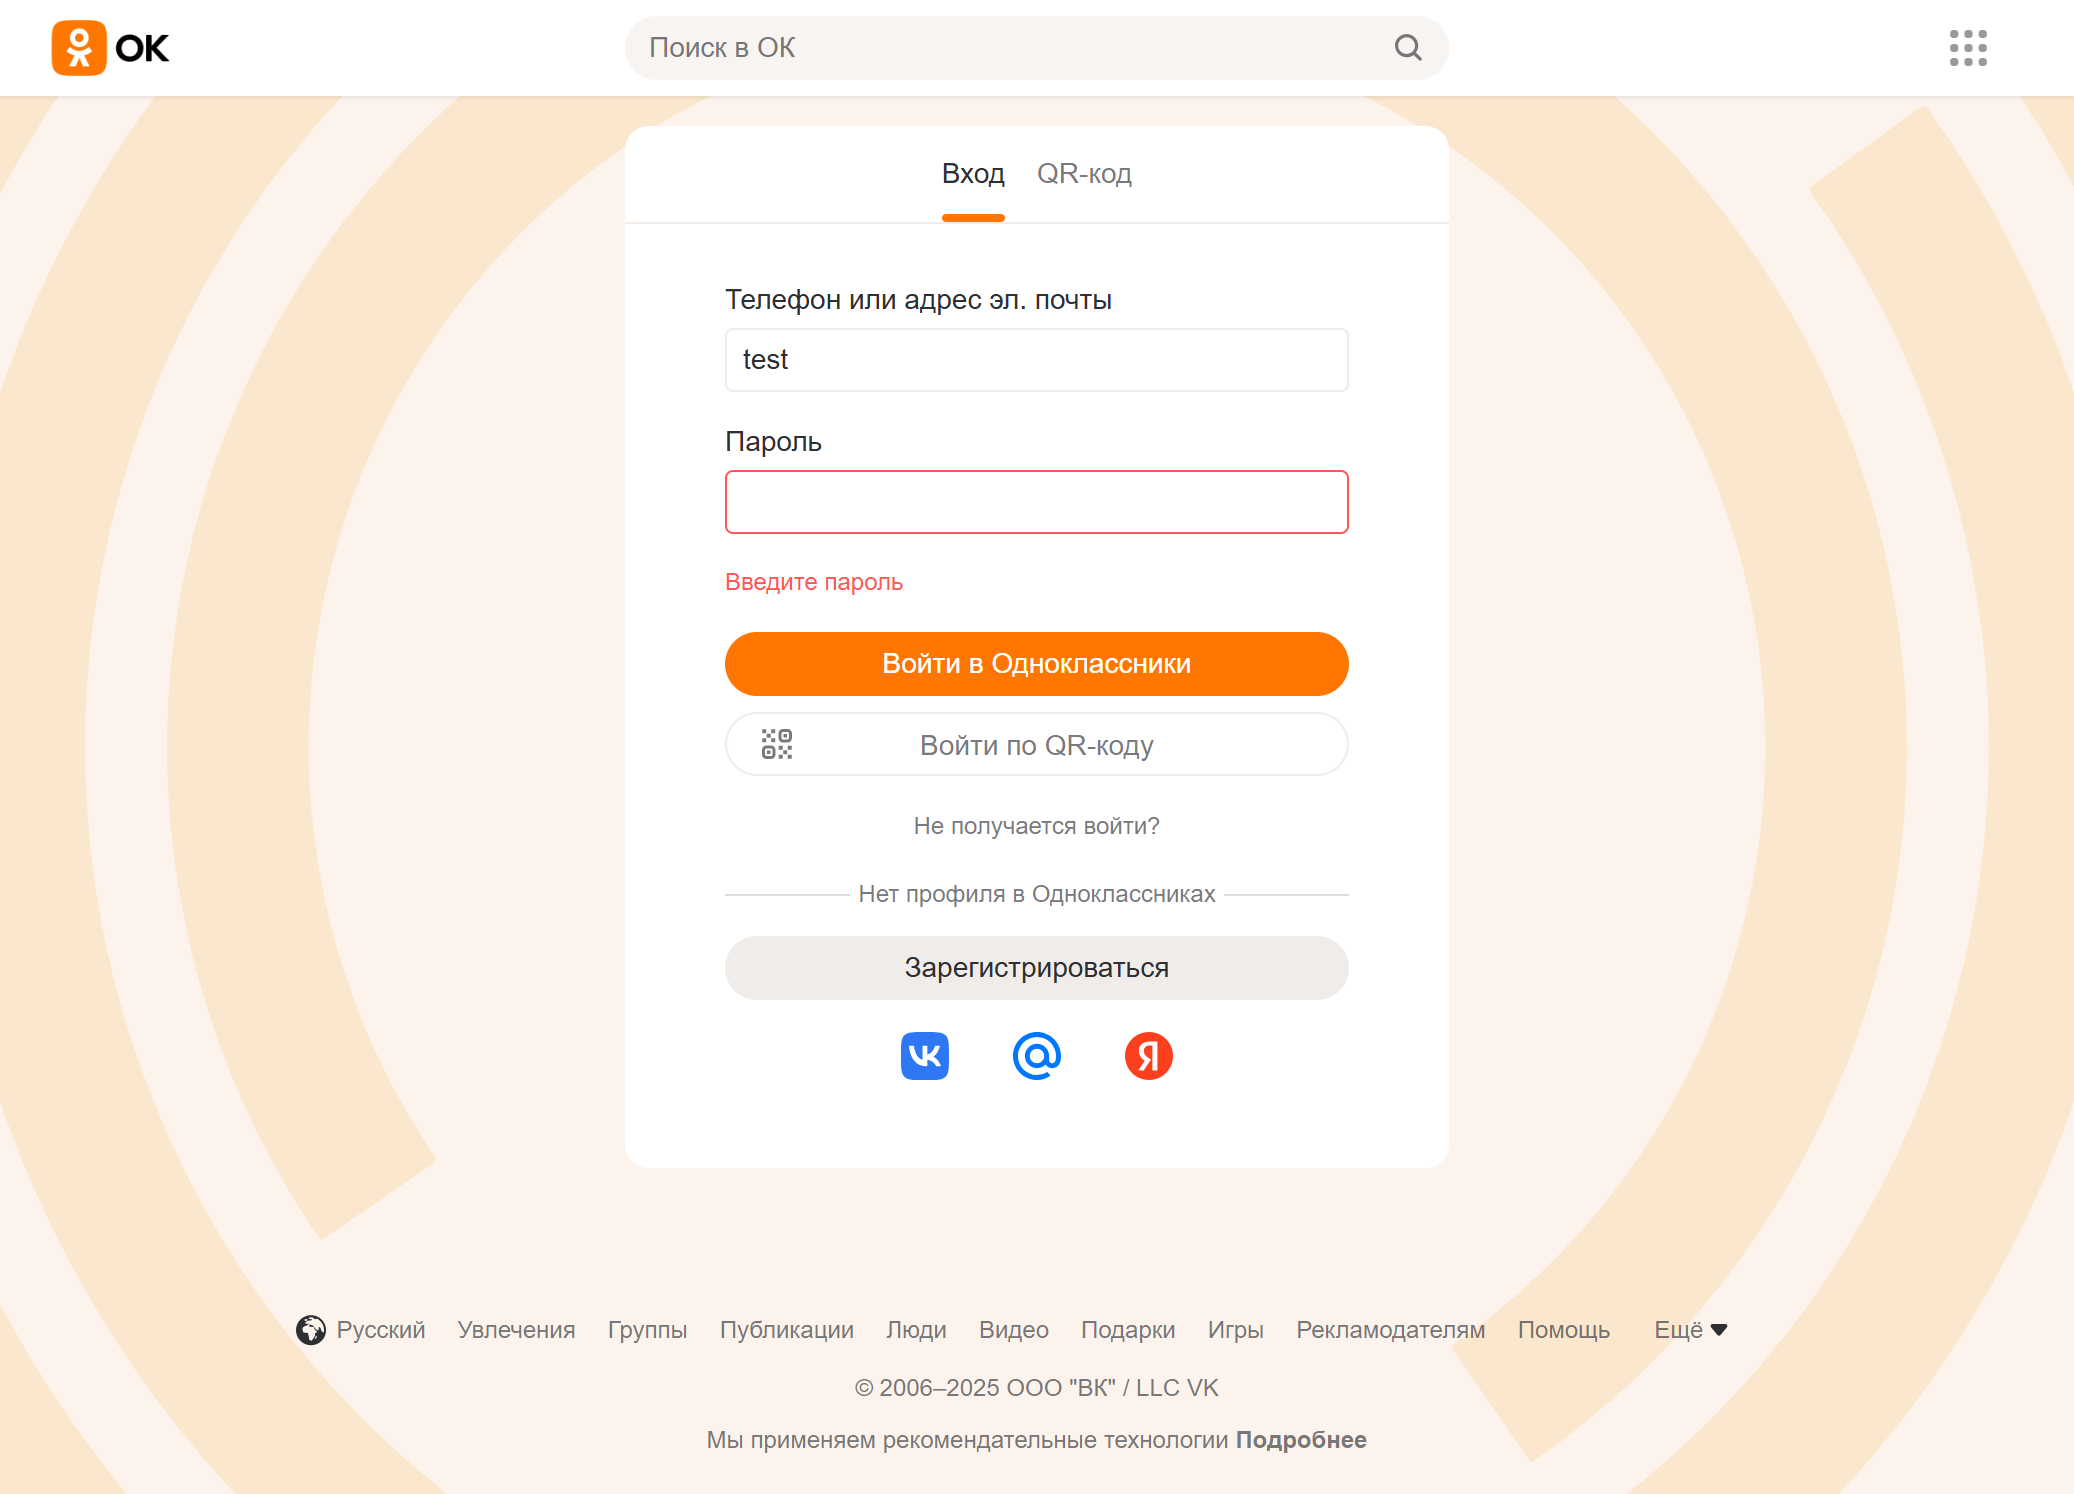 ОК
Поиск в ОК
Вход QR-код
Телефон или адрес эл. почты
test
Пароль
Введите пароль
Войти в Одноклассники
Войти по QR-коду
Не получается войти?
Нет профиля в Одноклассниках
Зарегистрироваться
Русский Увлечения Группы Публикации Люди Видео Подарки Игры Рекламодателям Помощь Ещё
© 2006–2025 ООО "ВК" / LLC VK
Мы применяем рекомендательные технологии Подробнее